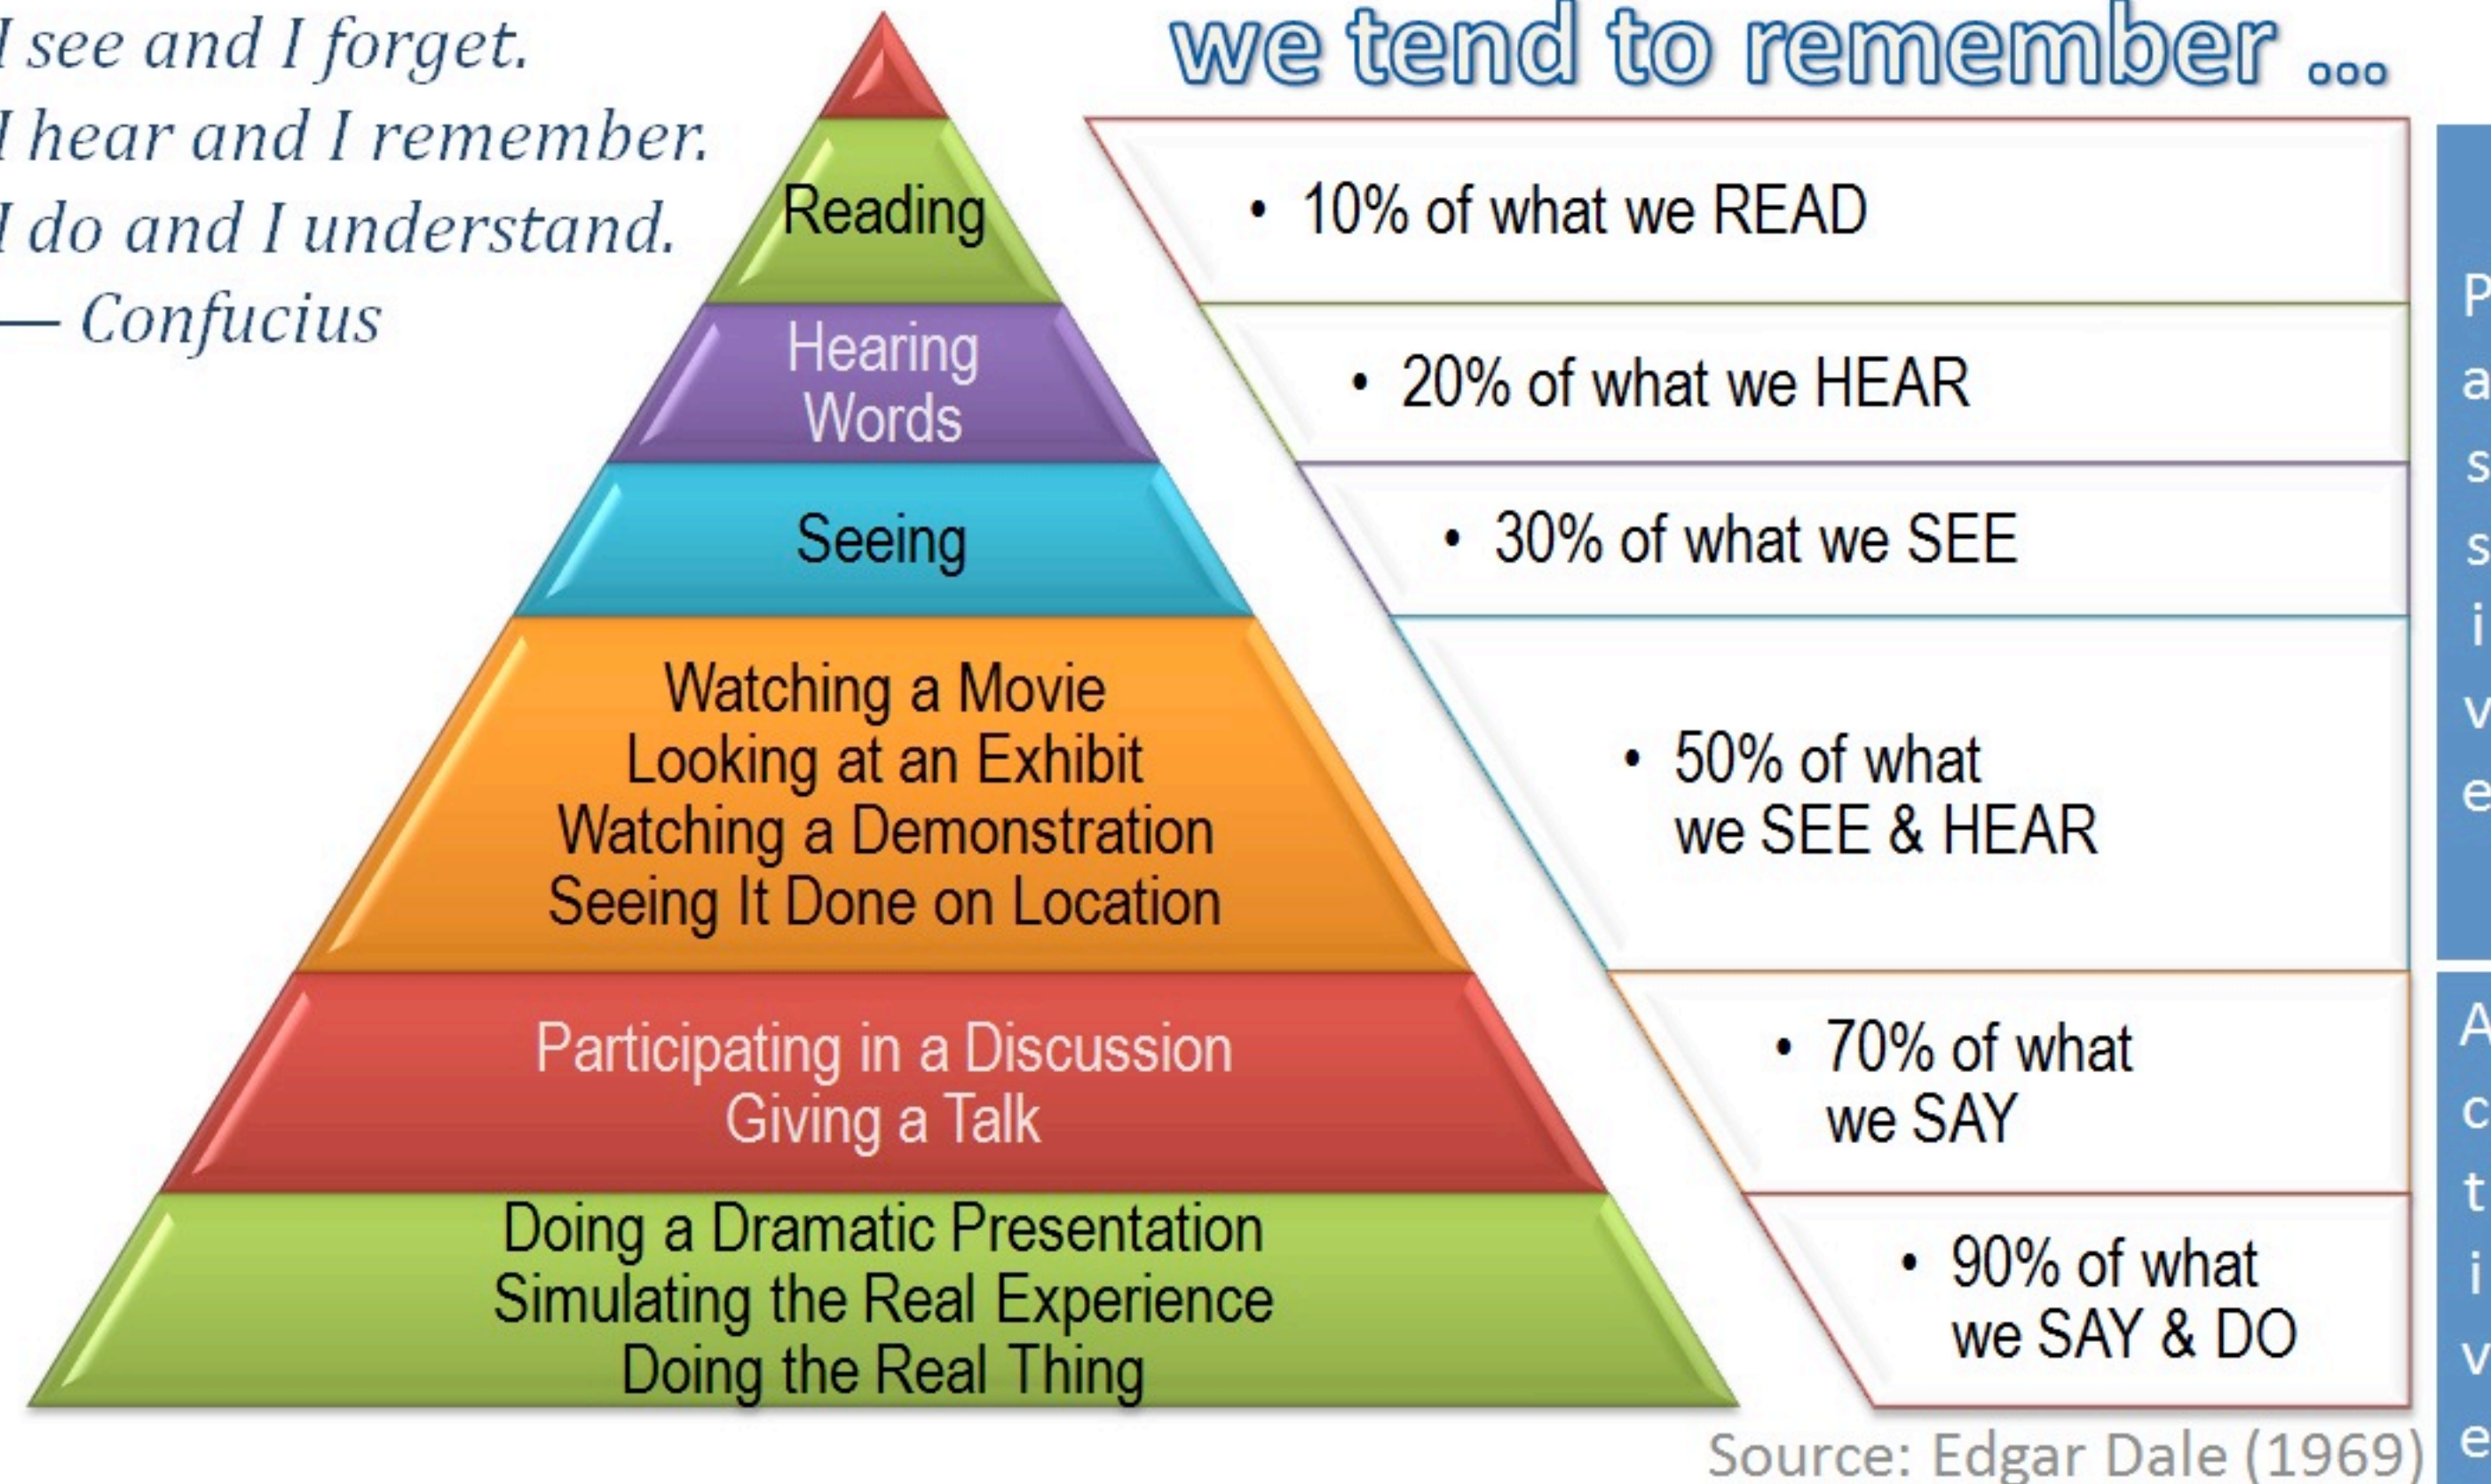 I see and I forget.
I hear and I remember.
I do and I understand.
— Confucius
we tend to remember ...
Reading
• 10% of what we READ
Hearing
Words
• 20% of what we HEAR
Seeing
• 30% of what we SEE
Watching a Movie
Looking at an Exhibit
Watching a Demonstration
Seeing It Done on Location
• 50% of what
we SEE & HEAR
Participating in a Discussion
Giving a Talk
• 70% of what
we SAY
Doing a Dramatic Presentation
Simulating the Real Experience
Doing the Real Thing
• 90% of what
we SAY & DO
Passive
Active
Source: Edgar Dale (1969)